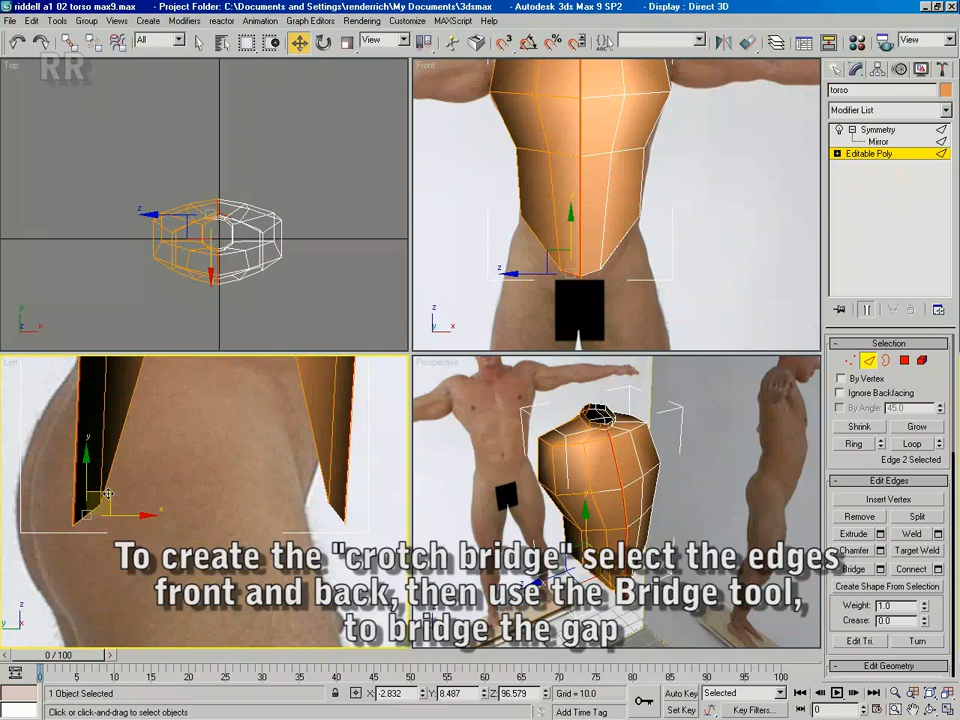 riddell a1 02 torso max9.max - Project Folder: C:\Documents and Settings\renderrich\My Documents\3dsmax - Autodesk 3ds Max 9 SP2 - Display : Direct 3D
File Edit Tools Group Views Create Modifiers reactor Animation Graph Editors Rendering Customize MAXScript Help
All View View
RR
Top Front
torso
Modifier List
Symmetry
Mirror
Editable Poly
z
x
y
z x
z
z
y x
Left Perspective
Selection
By Vertex
Ignore Backfacing
By Angle: 45.0
Shrink Grow
Ring Loop
Edge 2 Selected
Edit Edges
Insert Vertex
Remove Split
Extrude Weld
Chamfer Target Weld
Bridge Connect
Create Shape From Selection
Weight: 1.0
Crease: 0.0
Edit Tri. Turn
Edit Geometry
y
x
z
y
To create the "crotch bridge" select the edges
front and back, then use the Bridge tool,
to bridge the gap
0 / 100
0 5 10 15 20 25 30 35 40 45 50 55 60 65 70 75 80 85 90 95 100
1 Object Selected X: -2.832 Y: 8.487 Z: 96.579 Grid = 10.0 Auto Key Selected
Click or click-and-drag to select objects Add Time Tag Set Key Key Filters... 0